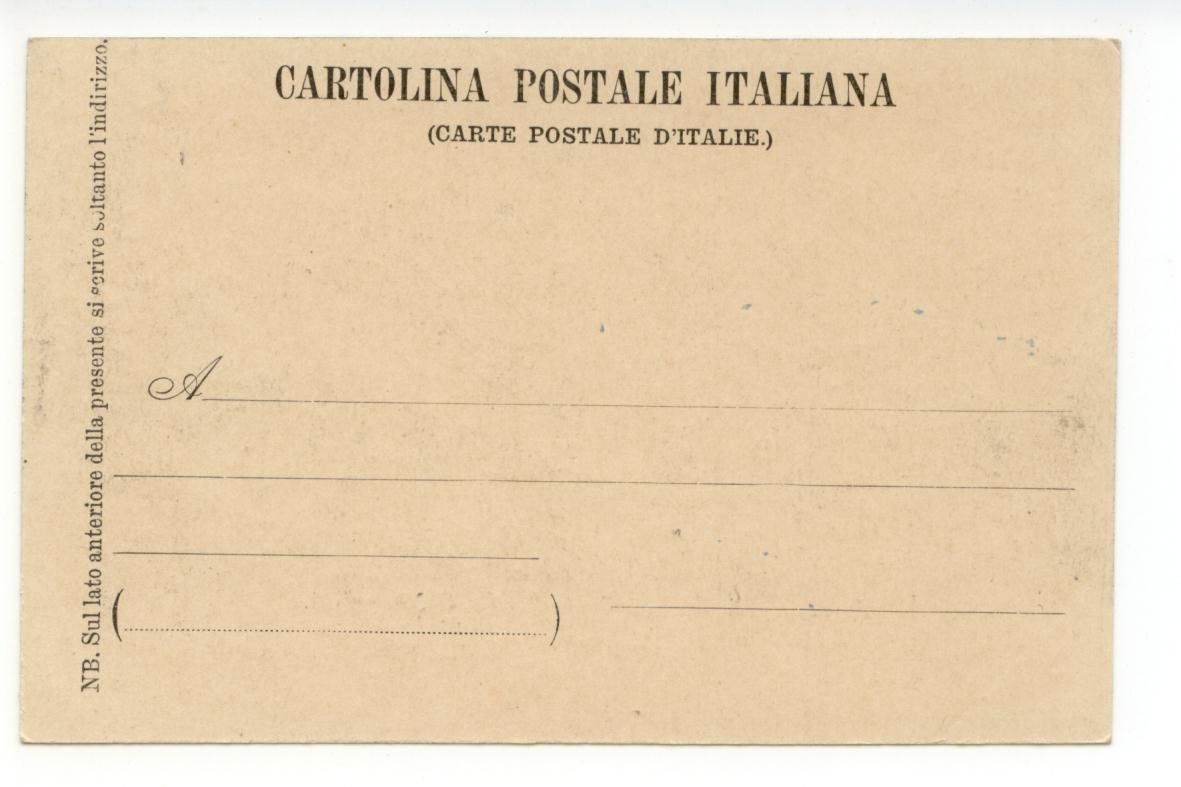 CARTOLINA POSTALE ITALIANA
(CARTE POSTALE D'ITALIE.)
NB. Sul lato anteriore della presente si scrive soltanto l'indirizzo.
A
(
)